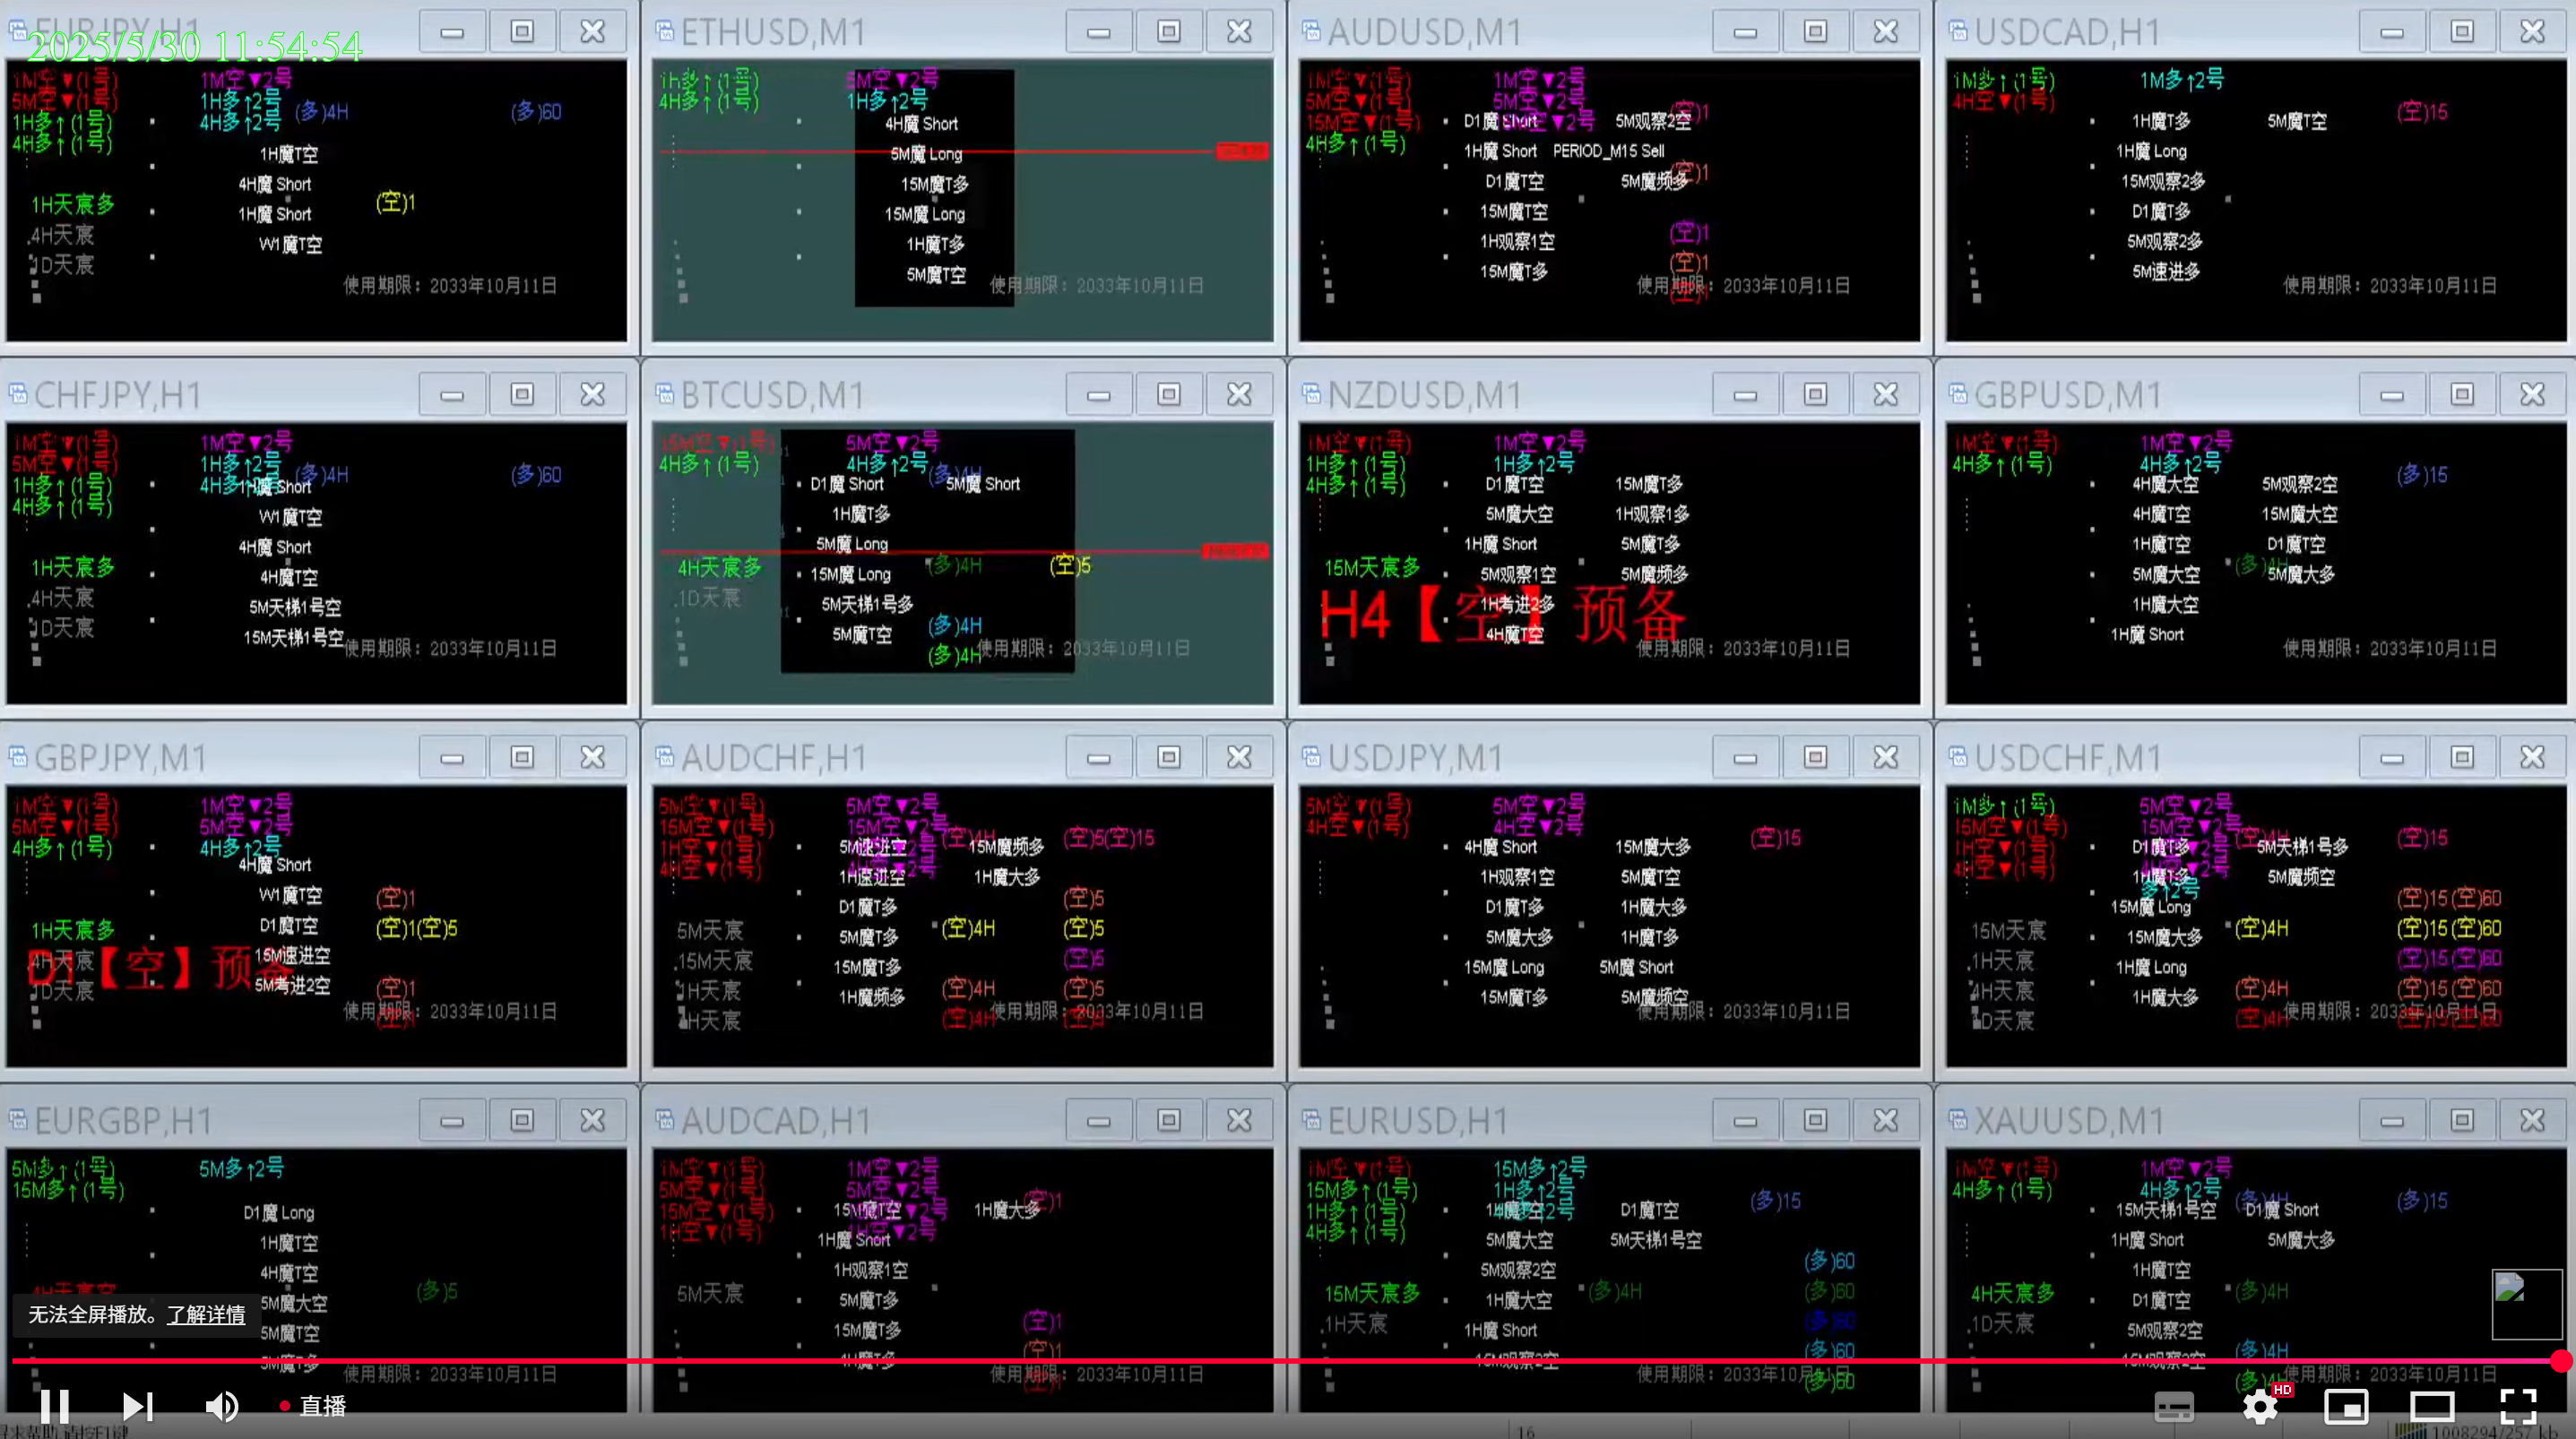 EURJPY,H1
2025/5/30 11:54:54
1M空▼(1号) 1M空▼2号
5M空▼(1号) 1H多↑2号 (多)4H (多)60
1H多↑(1号) 4H多↑2号
4H多↑(1号)
1H魔T空
4H魔 Short
1H天宸多 (空)1
1H魔 Short
4H天宸
W1魔T空
1D天宸
使用期限：2033年10月11日
ETHUSD,M1
1H多↑(1号) 5M空▼2号
4H多↑(1号) 1H多↑2号
4H魔 Short
5M魔 Long
15M魔T多
15M魔 Long
1H魔T多
5M魔T空
使用期限：2033年10月11日
AUDUSD,M1
1M空▼(1号) 1M空▼2号
5M空▼(1号) 5M空▼2号 (空)1
15M空▼(1号) D1魔 Short 5M观察2空
4H多↑(1号) 1H魔 Short PERIOD_M15 Sell
(空)1
D1魔T空 5M魔频多
15M魔T空
(空)1
1H观察1空
(空)1
15M魔T多
使用期限：2033年10月11日
USDCAD,H1
1M多↑(1号) 1M多↑2号
4H空▼(1号) (空)15
1H魔T多 5M魔T空
1H魔 Long
15M观察2多
D1魔T多
5M观察2多
5M速进多
使用期限：2033年10月11日
CHFJPY,H1
1M空▼(1号) 1M空▼2号
5M空▼(1号) 1H多↑2号 (多)4H (多)60
1H多↑(1号) 1H魔 Short
4H多↑(1号)
W1魔T空
4H魔 Short
1H天宸多
4H魔T空
4H天宸
5M天梯1号空
1D天宸
15M天梯1号空
使用期限：2033年10月11日
BTCUSD,M1
15M空▼(1号) 5M空▼2号
4H多↑(1号) 4H多↑2号 (多)4H
D1魔 Short 5M魔 Short
1H魔T多
5M魔 Long
4H天宸多 (多)4H (空)5
15M魔 Long
1D天宸
5M天梯1号多
(多)4H
5M魔T空
(多)4H
使用期限：2033年10月11日
NZDUSD,M1
1M空▼(1号) 1M空▼2号
1H多↑(1号) 1H多↑2号
4H多↑(1号) D1魔T空 15M魔T多
5M魔大空 1H观察1多
1H魔 Short 5M魔T多
15M天宸多 5M观察1空 5M魔频多
H4【空】预备
1H考进2多
4H魔T空
使用期限：2033年10月11日
GBPUSD,M1
1M空▼(1号) 1M空▼2号
4H多↑(1号) 4H多↑2号 (多)15
4H魔大空 5M观察2空
4H魔T空 15M魔大空
1H魔T空 D1魔T空
(多)4H
5M魔大空 5M魔大多
1H魔大空
1H魔 Short
使用期限：2033年10月11日
GBPJPY,M1
1M空▼(1号) 1M空▼2号
5M空▼(1号) 5M空▼2号
4H多↑(1号) 4H多↑2号
4H魔 Short
W1魔T空 (空)1
1H天宸多 D1魔T空 (空)1(空)5
4H天宸 15M速进空
D1【空】预备
1D天宸 5M考进2空 (空)1
使用期限：2033年10月11日
AUDCHF,H1
5M空▼(1号) 5M空▼2号
15M空▼(1号) 15M空▼2号 (空)4H (空)5(空)15
1H空▼(1号) 5M速进空 15M魔频多
4H空▼(1号) 1H速进空 1H魔大多
D1魔T多 (空)5
5M天宸 5M魔T多 (空)4H (空)5
15M天宸 15M魔T多 (空)5
1H天宸 1H魔频多 (空)4H (空)5
4H天宸 (空)4H
使用期限：2033年10月11日
USDJPY,M1
5M空▼(1号) 5M空▼2号
4H空▼(1号) 4H空▼2号 (空)15
4H魔 Short 15M魔大多
1H观察1空 5M魔T空
D1魔T多 1H魔大多
5M魔大多 1H魔T多
15M魔 Long 5M魔 Short
15M魔T多 5M魔频空
使用期限：2033年10月11日
USDCHF,M1
1M多↑(1号) 5M空▼2号
15M空▼(1号) 15M空▼2号 (空)4H (空)15
1H空▼(1号) D1魔T多 5M天梯1号多
4H空▼(1号) 1H魔T多 5M魔频空
多↑2号
15M魔 Long (空)15(空)60
15M天宸 15M魔大多 (空)4H (空)15(空)60
1H天宸 1H魔 Long (空)15(空)60
4H天宸 1H魔大多 (空)4H (空)15(空)60
1D天宸 (空)4H (空)15(空)60
使用期限：2033年10月11日
EURGBP,H1
5M多↑(1号) 5M多↑2号
15M多↑(1号)
D1魔 Long
1H魔T空
4H魔T空
4H天宸空 (多)5
5M魔大空
5M魔T空
5M魔T多
使用期限：2033年10月11日
AUDCAD,H1
1M空▼(1号) 1M空▼2号
5M空▼(1号) 5M空▼2号 (空)1
15M空▼(1号) 15M魔T空 1H魔大多
1H空▼(1号) 1H魔 Short
1H观察1空
5M天宸 5M魔T多
15M魔T多 (空)1
4H魔T多 (空)1
使用期限：2033年10月11日
EURUSD,H1
1M空▼(1号) 15M多↑2号
15M多↑(1号) 1H多↑2号 (多)15
1H多↑(1号) D1魔T空
4H多↑(1号) 5M魔大空 5M天梯1号空
5M观察2空 (多)60
15M天宸多 1H魔大空 (多)4H (多)60
1H天宸 1H魔 Short (多)60
15M观察2空 (多)60
使用期限：2033年10月11日
(多)60
XAUUSD,M1
1M空▼(1号) 1M空▼2号
4H多↑(1号) 4H多↑2号 (多)4H (多)15
15M天梯1号空 D1魔 Short
1H魔 Short 5M魔大多
1H魔T空
4H天宸多 D1魔T空 (多)4H
1D天宸 5M观察2空
15M观察2空 (多)4H
使用期限：2033年10月11日
无法全屏播放。了解详情
直播
HD
16
1008294/257 kb